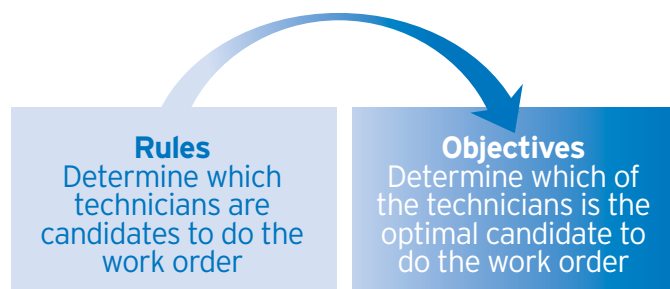 Rules
Determine which
technicians are
candidates to do the
work order
Objectives
Determine which of
the technicians is the
optimal candidate to
do the work order